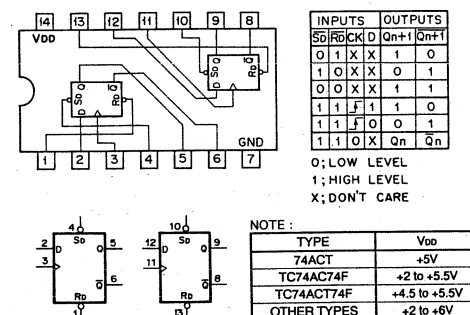 14 13 12 11 10 9 8
VDD
Q Q̅
SD RD
D
Q Q̅
SD RD
D
GND
1 2 3 4 5 6 7
INPUTS OUTPUTS
S̅D̅ R̅D̅ CK D Qn+1 Q̅n+1
0 1 X X 1 0
1 0 X X 0 1
0 0 X X 1 1
1 1 ↑ 1 1 0
1 1 ↑ 0 0 1
1 1 0 X Qn Q̅n
0; LOW LEVEL
1; HIGH LEVEL
X; DON'T CARE
4 10
2 D SD Q 5 12 D SD Q 9
3 11
Q̅ 6 Q̅ 8
RD RD
1 13
NOTE :
TYPE VDD
74ACT +5V
TC74AC74F +2 to +5.5V
TC74ACT74F +4.5 to +5.5V
OTHER TYPES +2 to +6V